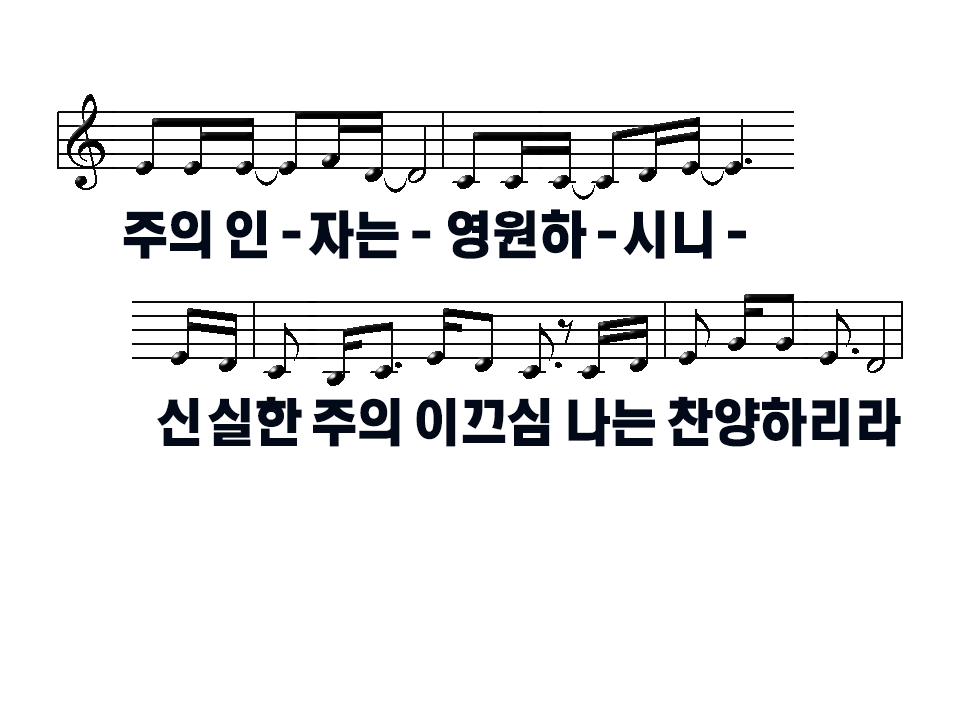 주의 인 - 자는 - 영원하 - 시니 -
신실한 주의 이끄심 나는 찬양하리라